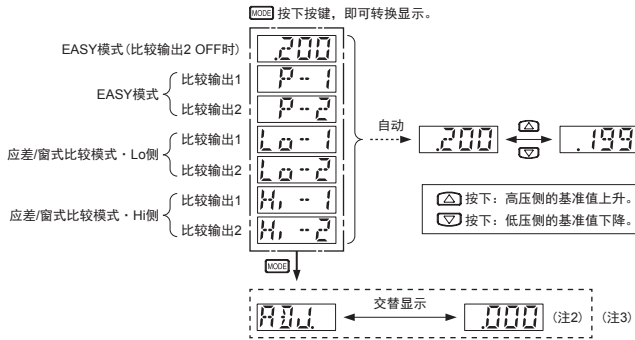 MODE 按下按键，即可转换显示。
EASY模式（比较输出2 OFF时） .200
EASY模式 比较输出1 P-1
比较输出2 P-2
应差/窗式比较模式・Lo侧 比较输出1 Lo-1
比较输出2 Lo-2
应差/窗式比较模式・Hi侧 比较输出1 Hi-1
比较输出2 Hi-2
自动 .200 .199
按下：高压侧的基准值上升。
按下：低压侧的基准值下降。
MODE
ADJ. 交替显示 .000 (注2) (注3)